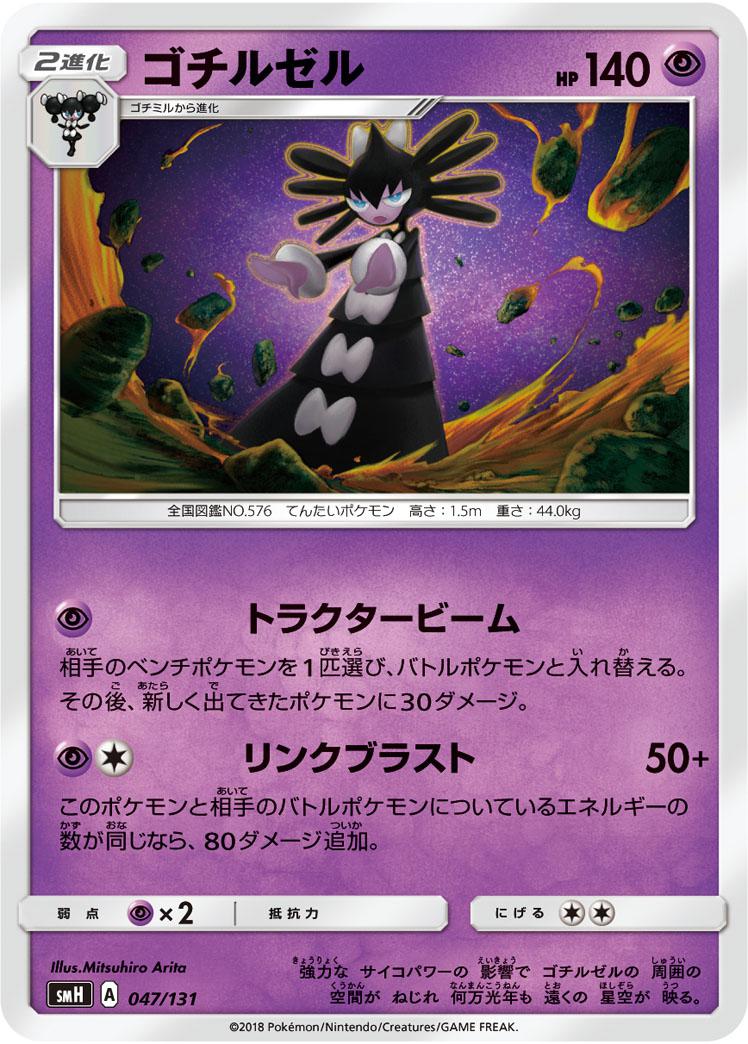 2進化
ゴチルゼル
HP 140
ゴチミルから進化
全国図鑑NO.576 てんたいポケモン 高さ：1.5m 重さ：44.0kg
トラクタービーム
相手のベンチポケモンを1匹選び、バトルポケモンと入れ替える。
その後、新しく出てきたポケモンに30ダメージ。
リンクブラスト 50+
このポケモンと相手のバトルポケモンについているエネルギーの
数が同じなら、80ダメージ追加。
弱点 ×2 抵抗力 にげる
Illus.Mitsuhiro Arita
強力な サイコパワーの 影響で ゴチルゼルの 周囲の
空間が ねじれ 何万光年も 遠くの 星空が 映る。
SMH A 047/131
©2018 Pokémon/Nintendo/Creatures/GAME FREAK.